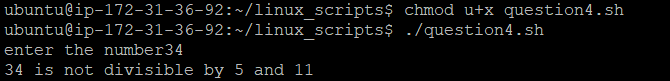 ubuntu@ip-172-31-36-92:~/linux_scripts$ chmod u+x question4.sh
ubuntu@ip-172-31-36-92:~/linux_scripts$ ./question4.sh
enter the number34
34 is not divisible by 5 and 11